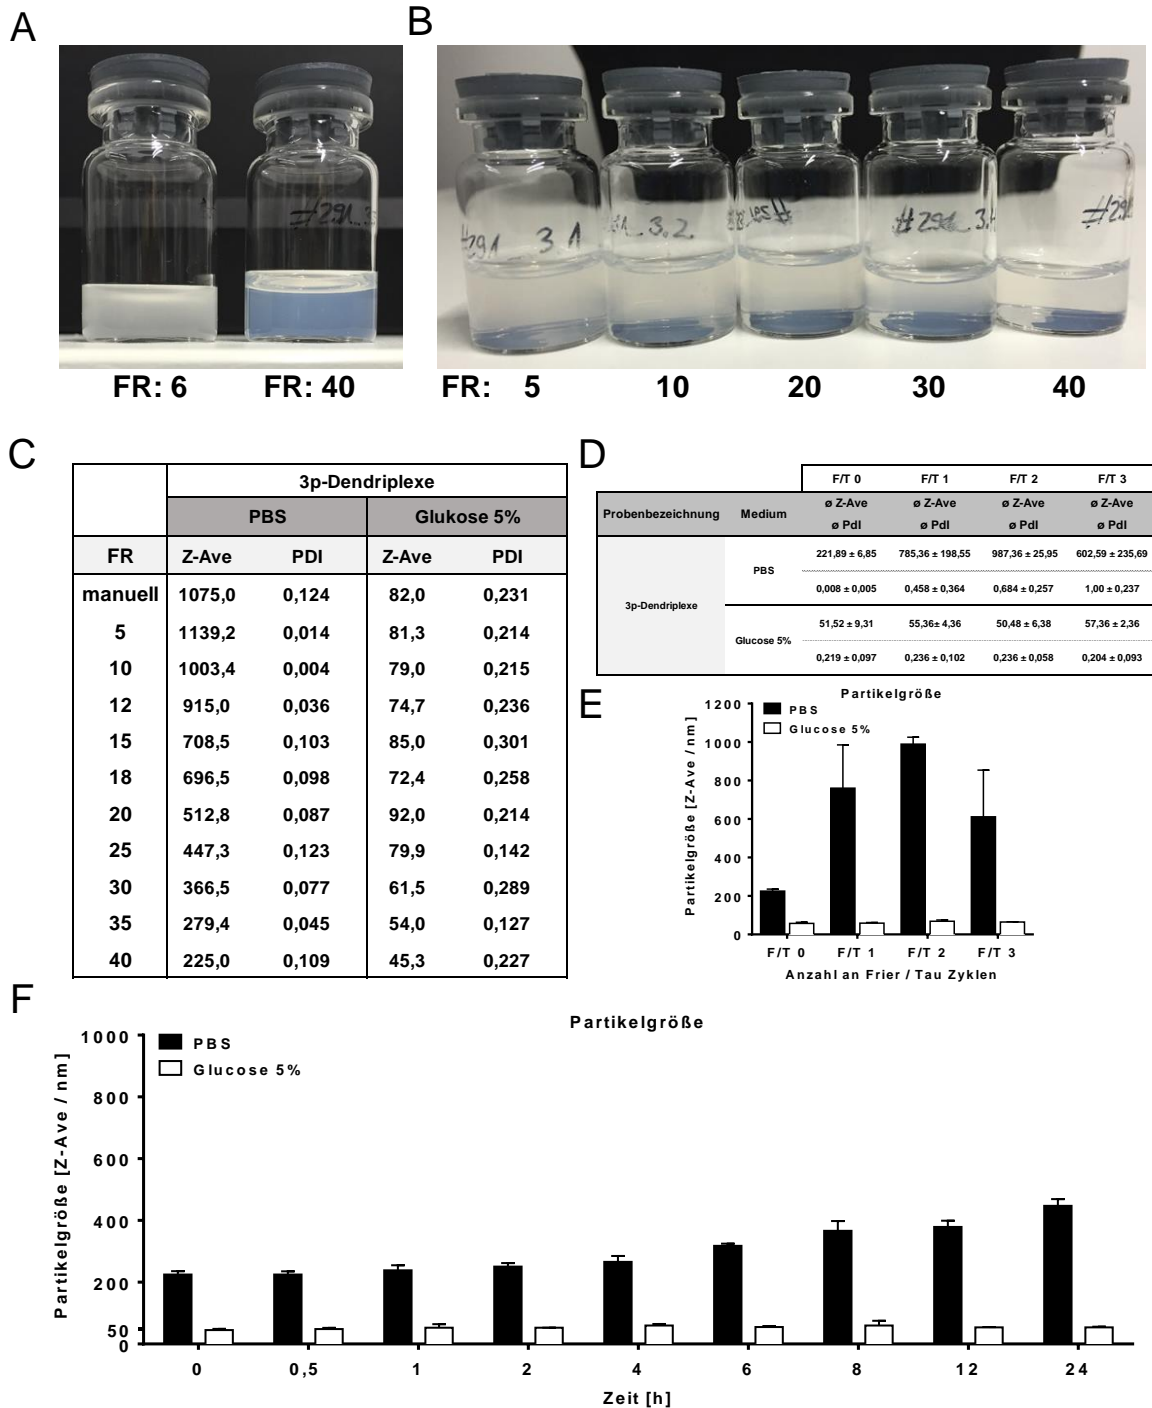 A
B
#291_3
#291 3.1
_3.2
#291
#291_3.
#291
FR: 6
FR: 40
FR: 5 10 20 30 40
C
3p-Dendriplexe
PBS Glukose 5%
FR Z-Ave PDI Z-Ave PDI
manuell 1075,0 0,124 82,0 0,231
5 1139,2 0,014 81,3 0,214
10 1003,4 0,004 79,0 0,215
12 915,0 0,036 74,7 0,236
15 708,5 0,103 85,0 0,301
18 696,5 0,098 72,4 0,258
20 512,8 0,087 92,0 0,214
25 447,3 0,123 79,9 0,142
30 366,5 0,077 61,5 0,289
35 279,4 0,045 54,0 0,127
40 225,0 0,109 45,3 0,227
D
F/T 0 F/T 1 F/T 2 F/T 3
Probenbezeichnung Medium
ø Z-Ave ø Z-Ave ø Z-Ave ø Z-Ave
ø PdI ø PdI ø PdI ø PdI
3p-Dendriplexe
PBS
221,89 ± 6,85 785,36 ± 198,55 987,36 ± 25,95 602,59 ± 235,69
0,008 ± 0,005 0,458 ± 0,364 0,684 ± 0,257 1,00 ± 0,237
Glucose 5%
51,52 ± 9,31 55,36± 4,36 50,48 ± 6,38 57,36 ± 2,36
0,219 ± 0,097 0,236 ± 0,102 0,236 ± 0,058 0,204 ± 0,093
E
Partikelgröße
PBS
Glucose 5%
Partikelgröße [Z-Ave / nm]
1200
1000
800
600
400
200
0
F/T 0 F/T 1 F/T 2 F/T 3
Anzahl an Frier / Tau Zyklen
F
Partikelgröße
PBS
Glucose 5%
Partikelgröße [Z-Ave / nm]
1000
800
600
400
200
50
0
0 0,5 1 2 4 6 8 12 24
Zeit [h]